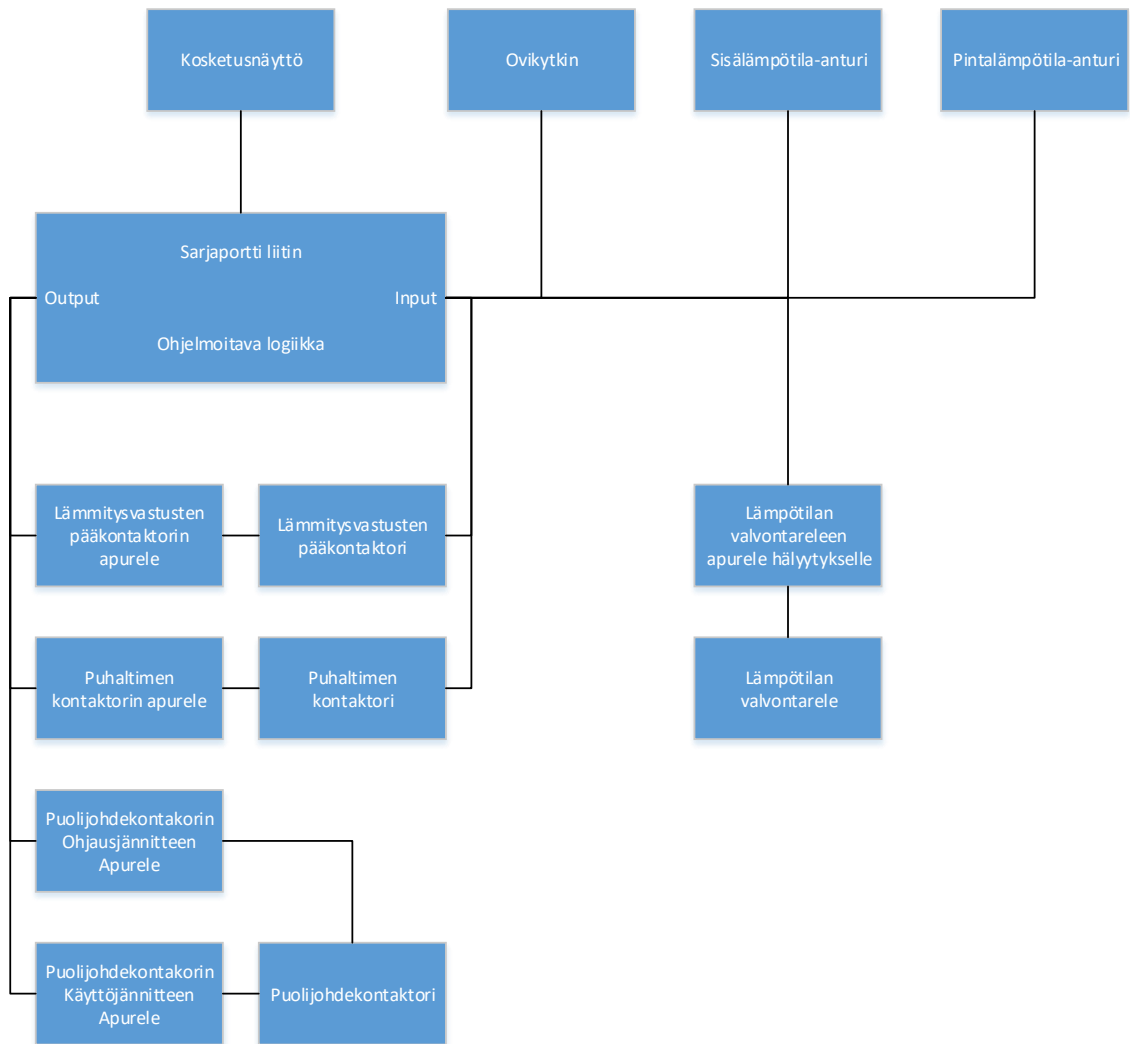 Kosketusnäyttö
Ovikytkin
Sisälämpötila-anturi
Pintalämpötila-anturi
Sarjaportti liitin
Output
Input
Ohjelmoitava logiikka
Lämmitysvastusten
pääkontaktorin
apurele
Lämmitysvastusten
pääkontaktori
Lämpötilan
valvontareleen
apurele hälyytykselle
Puhaltimen
kontaktorin apurele
Puhaltimen
kontaktori
Lämpötilan
valvontarele
Puolijohdekontakorin
Ohjausjännitteen
Apurele
Puolijohdekontakorin
Käyttöjännitteen
Apurele
Puolijohdekontaktori